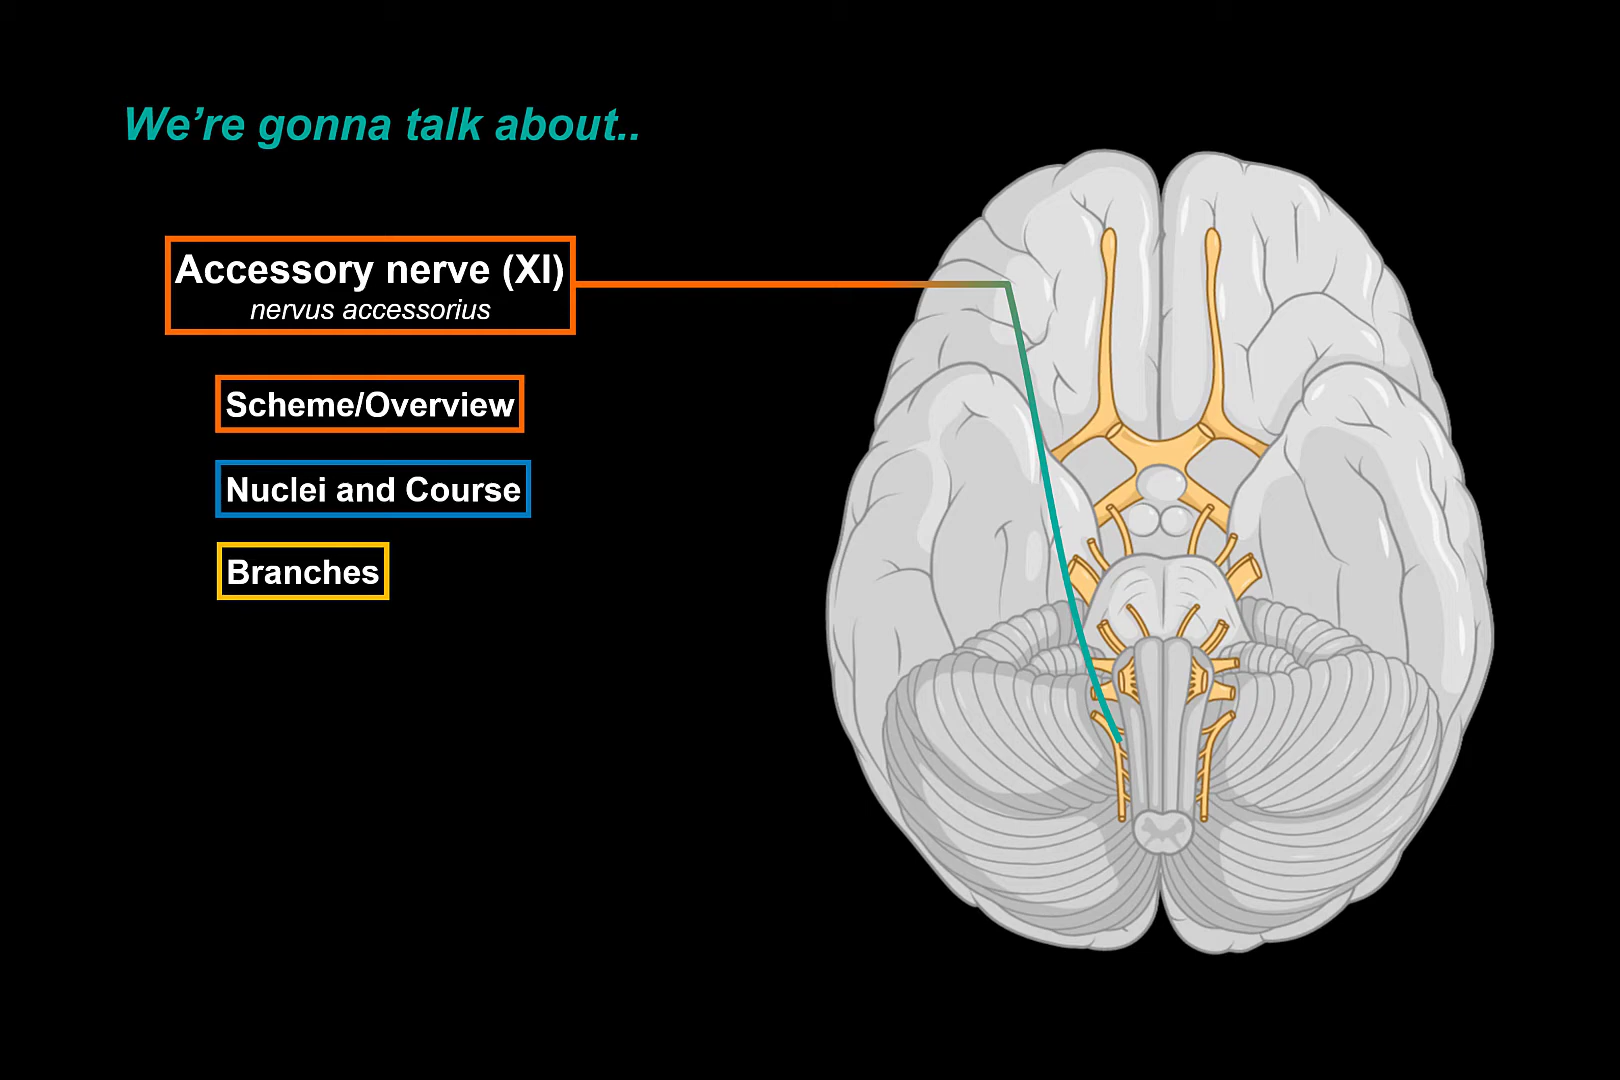 We’re gonna talk about..
Accessory nerve (XI)
nervus accessorius
Scheme/Overview
Nuclei and Course
Branches